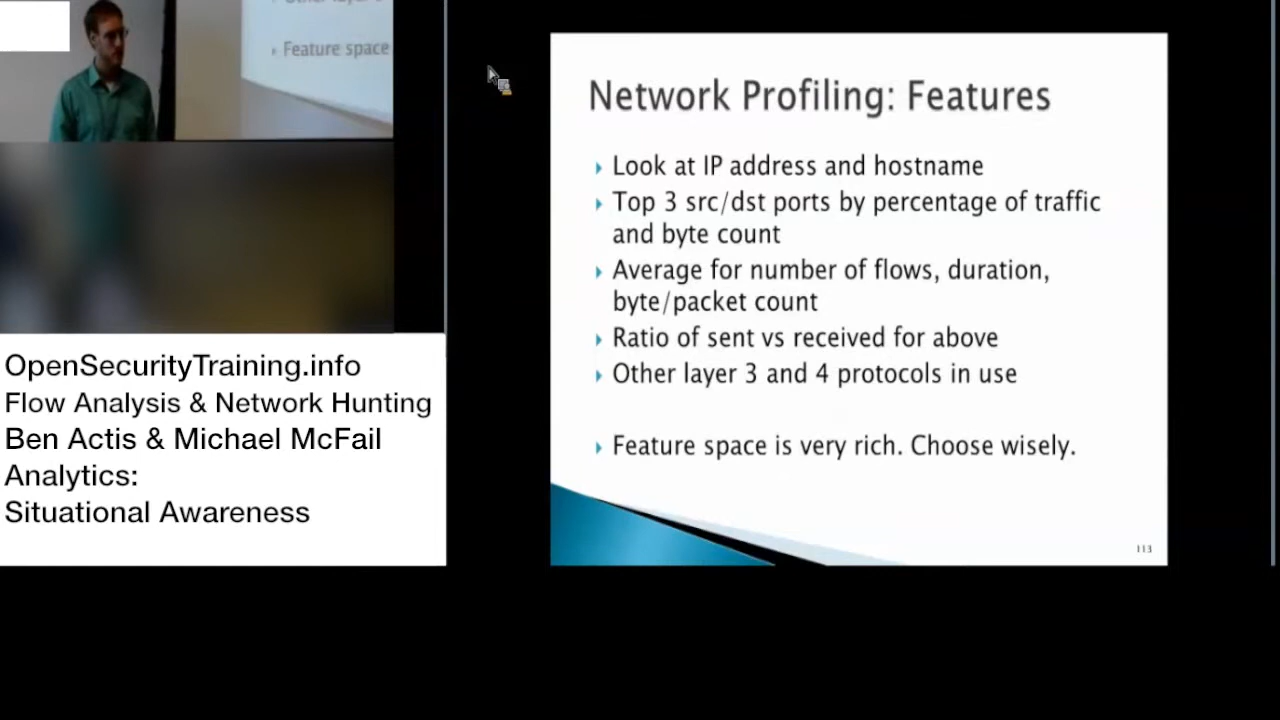 Feature space
OpenSecurityTraining.info
Flow Analysis & Network Hunting
Ben Actis & Michael McFail
Analytics:
Situational Awareness
Network Profiling: Features
Look at IP address and hostname
Top 3 src/dst ports by percentage of traffic
and byte count
Average for number of flows, duration,
byte/packet count
Ratio of sent vs received for above
Other layer 3 and 4 protocols in use
Feature space is very rich. Choose wisely.
113